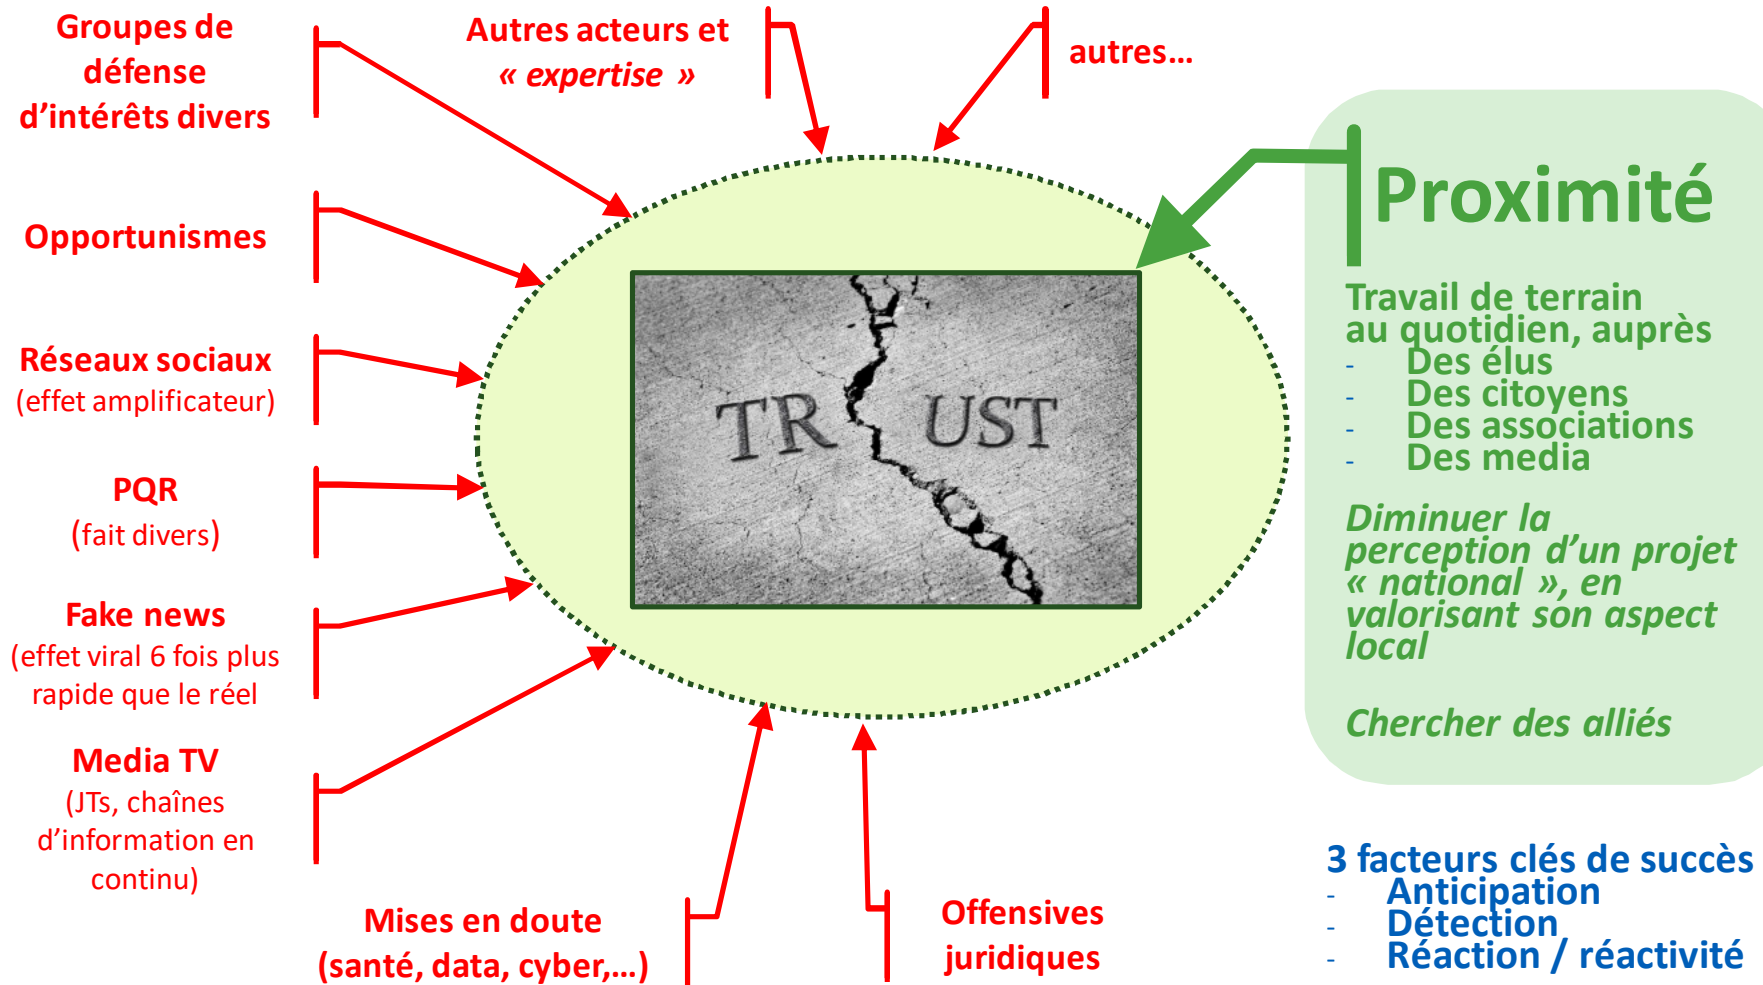 Groupes de
défense
d'intérêts divers
Autres acteurs et
« expertise »
autres…
Opportunismes
Réseaux sociaux
(effet amplificateur)
PQR
(fait divers)
Fake news
(effet viral 6 fois plus
rapide que le réel
Media TV
(JTs, chaînes
d'information en
continu)
Mises en doute
(santé, data, cyber,…)
Offensives
juridiques
TR UST
Proximité
Travail de terrain
au quotidien, auprès
- Des élus
- Des citoyens
- Des associations
- Des media
Diminuer la
perception d'un projet
« national », en
valorisant son aspect
local
Chercher des alliés
3 facteurs clés de succès
- Anticipation
- Détection
- Réaction / réactivité